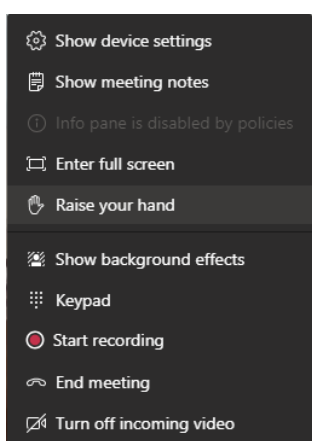 Show device settings
Show meeting notes
Info pane is disabled by policies
Enter full screen
Raise your hand
Show background effects
Keypad
Start recording
End meeting
Turn off incoming video